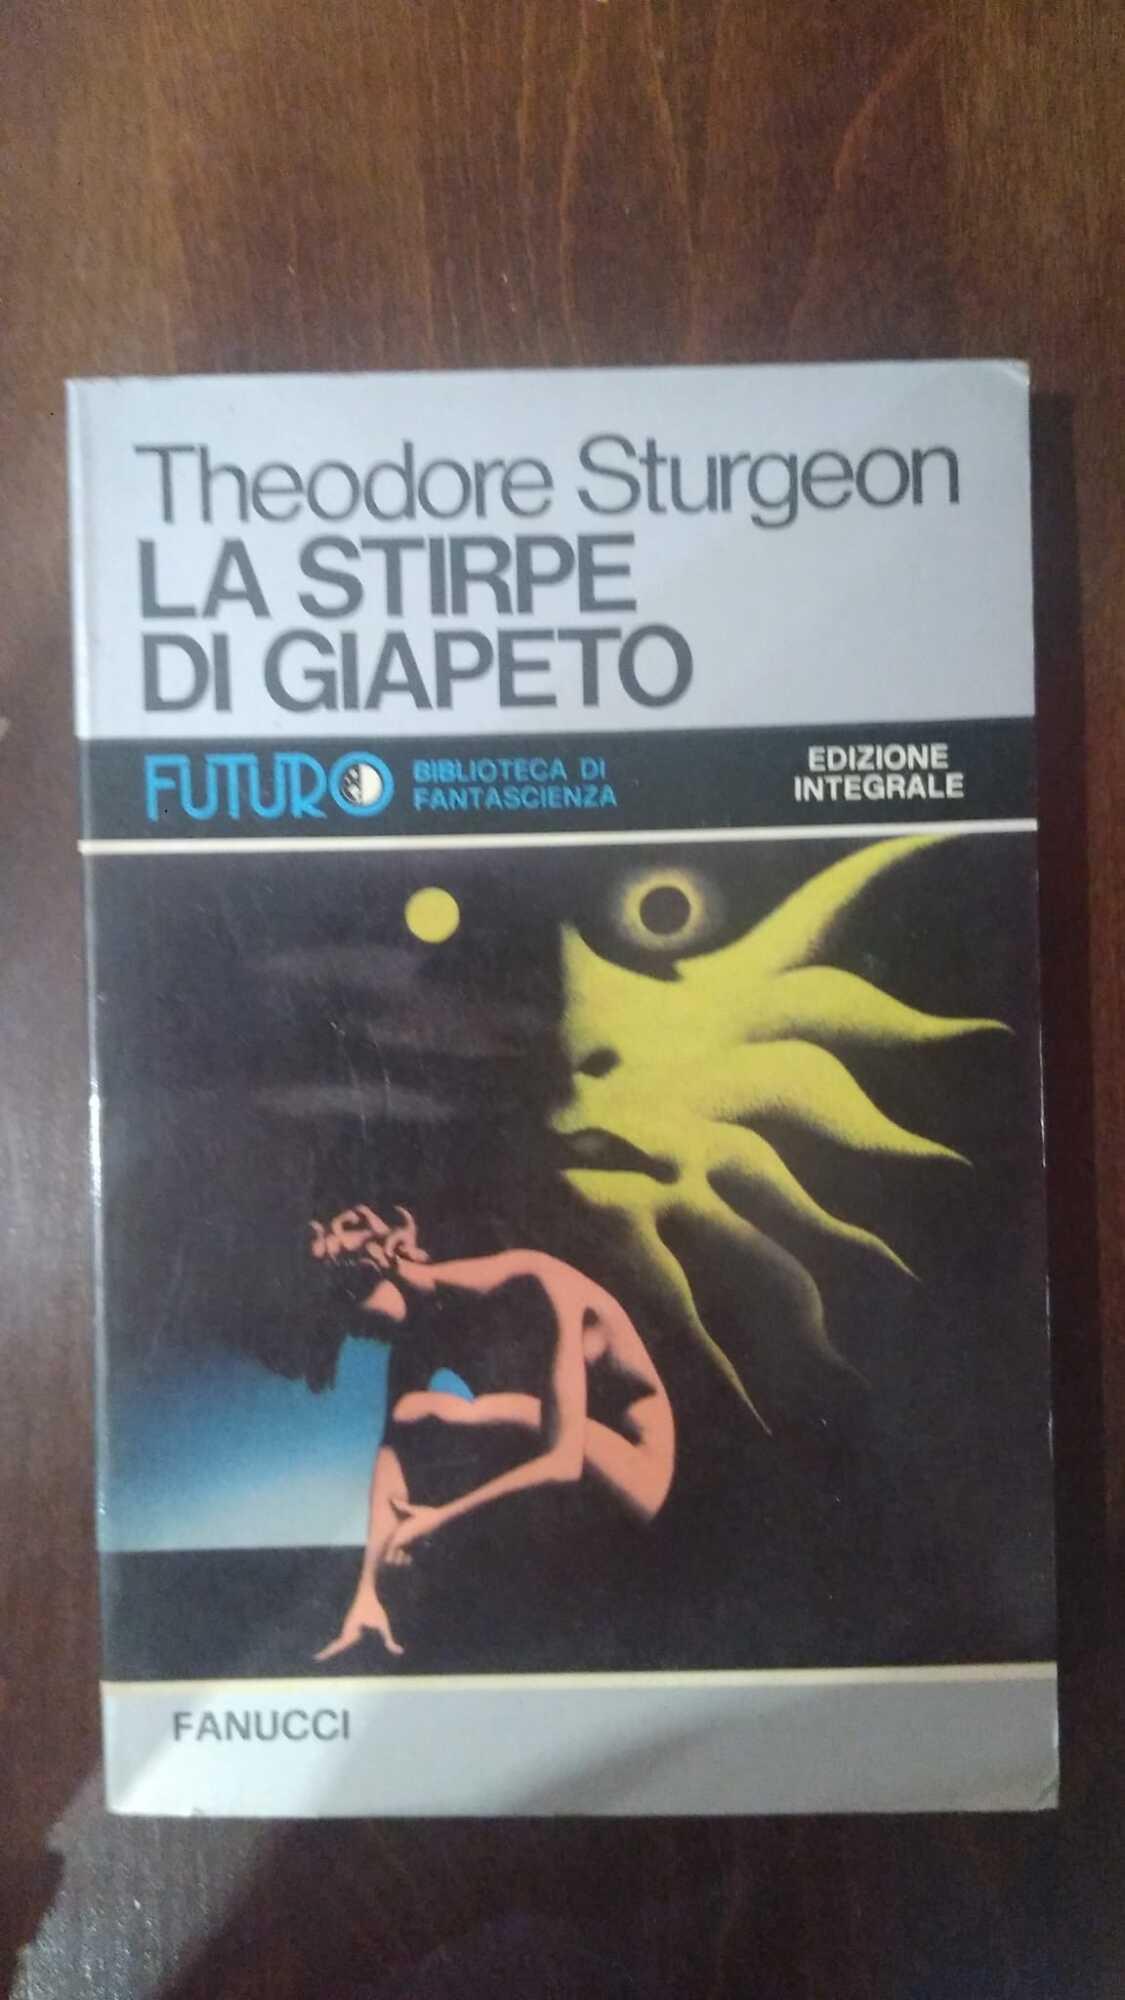 Theodore Sturgeon
LA STIRPE
DI GIAPETO
FUTURO
BIBLIOTECA DI
FANTASCIENZA
EDIZIONE
INTEGRALE
FANUCCI